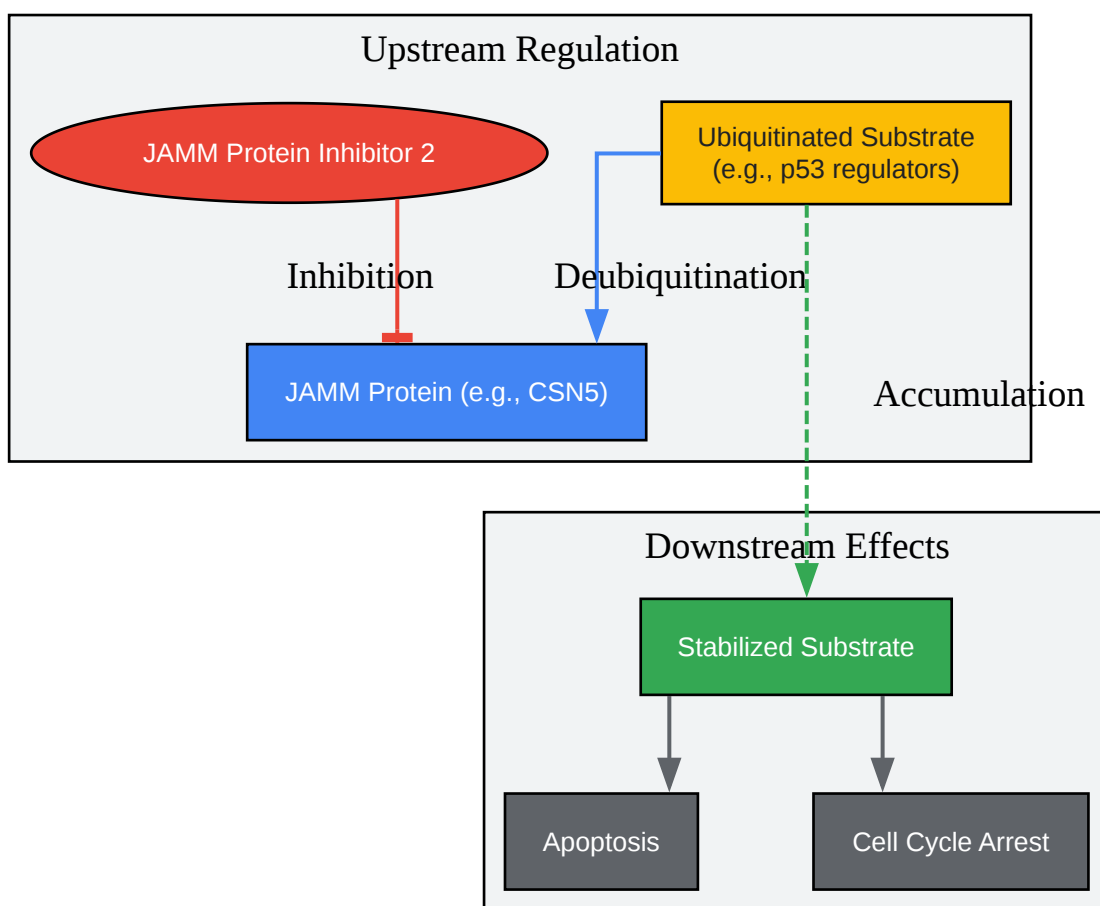 Upstream Regulation
JAMM Protein Inhibitor 2
Ubiquitinated Substrate
(e.g., p53 regulators)
Inhibition
Deubiquitination
JAMM Protein (e.g., CSN5)
Accumulation
Downstream Effects
Stabilized Substrate
Apoptosis
Cell Cycle Arrest